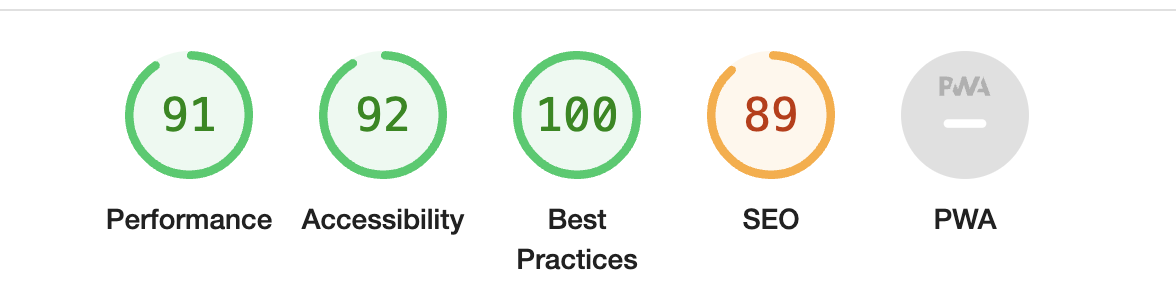 91
92
100
89
PWA
Performance
Accessibility
Best
Practices
SEO
PWA